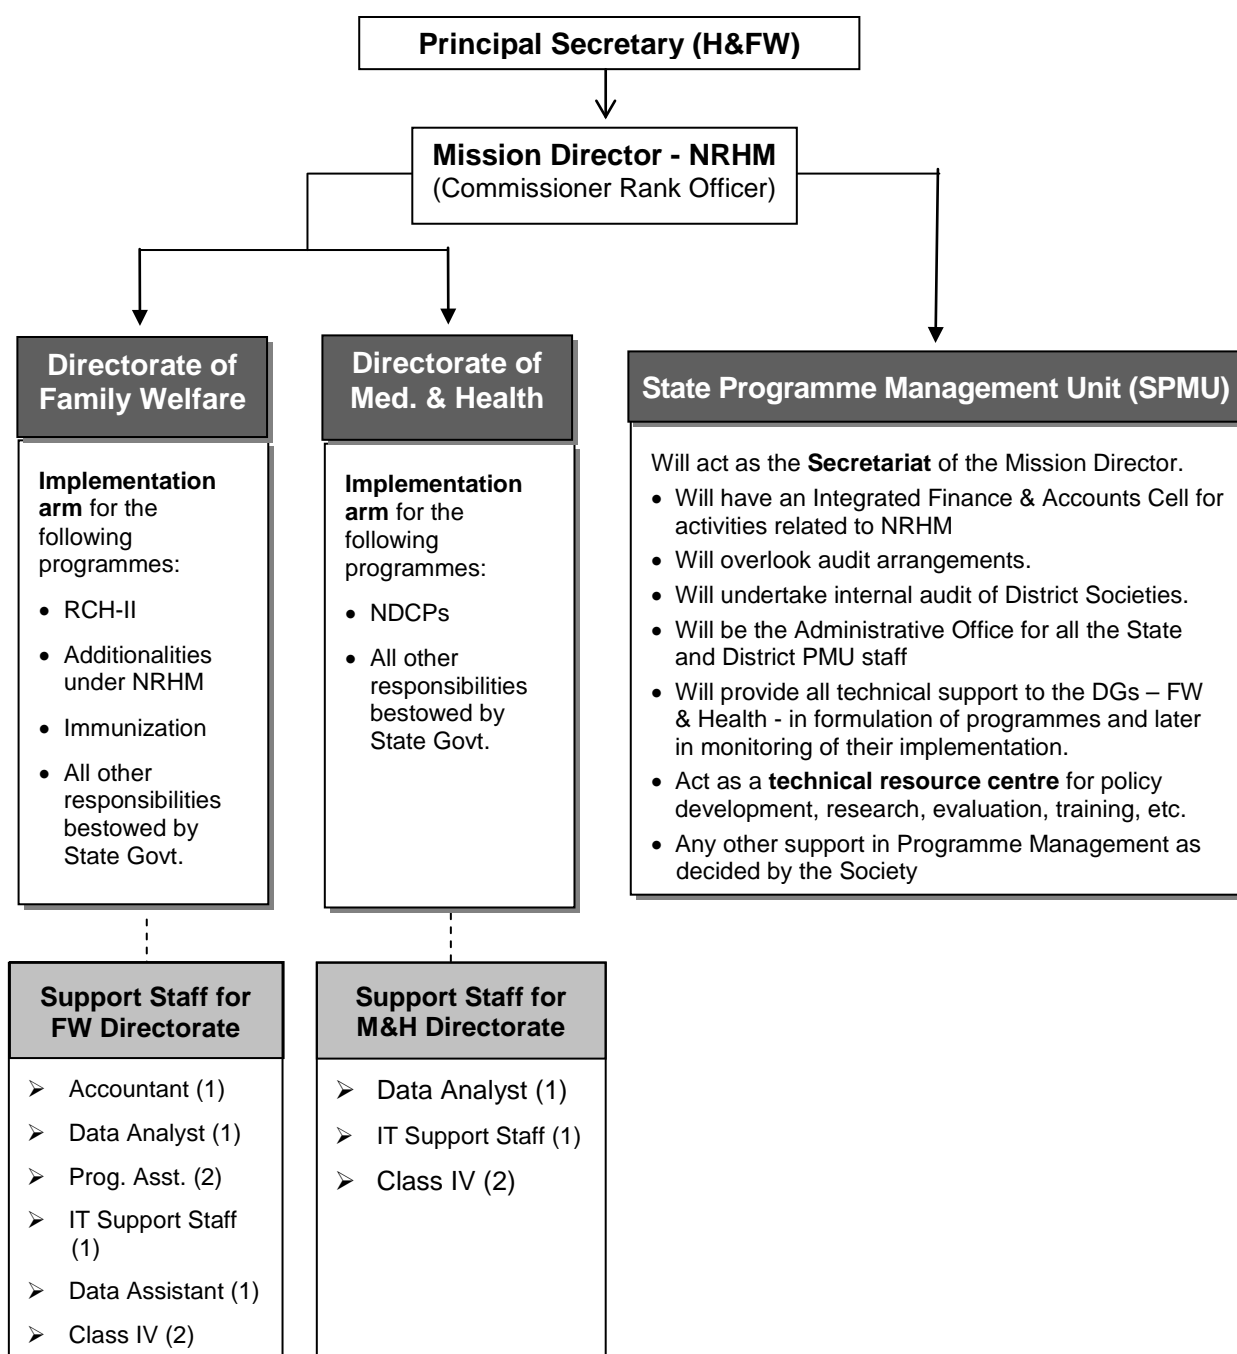 Principal Secretary (H&FW)
Mission Director - NRHM
(Commissioner Rank Officer)
Directorate of
Family Welfare
Implementation
arm for the
following
programmes:
• RCH-II
• Additionalities
under NRHM
• Immunization
• All other
responsibilities
bestowed by
State Govt.
Directorate of
Med. & Health
Implementation
arm for the
following
programmes:
• NDCPs
• All other
responsibilities
bestowed by
State Govt.
State Programme Management Unit (SPMU)
Will act as the Secretariat of the Mission Director.
• Will have an Integrated Finance & Accounts Cell for
activities related to NRHM
• Will overlook audit arrangements.
• Will undertake internal audit of District Societies.
• Will be the Administrative Office for all the State
and District PMU staff
• Will provide all technical support to the DGs – FW
& Health - in formulation of programmes and later
in monitoring of their implementation.
• Act as a technical resource centre for policy
development, research, evaluation, training, etc.
• Any other support in Programme Management as
decided by the Society
Support Staff for
FW Directorate
➢ Accountant (1)
➢ Data Analyst (1)
➢ Prog. Asst. (2)
➢ IT Support Staff
(1)
➢ Data Assistant (1)
➢ Class IV (2)
Support Staff for
M&H Directorate
➢ Data Analyst (1)
➢ IT Support Staff (1)
➢ Class IV (2)